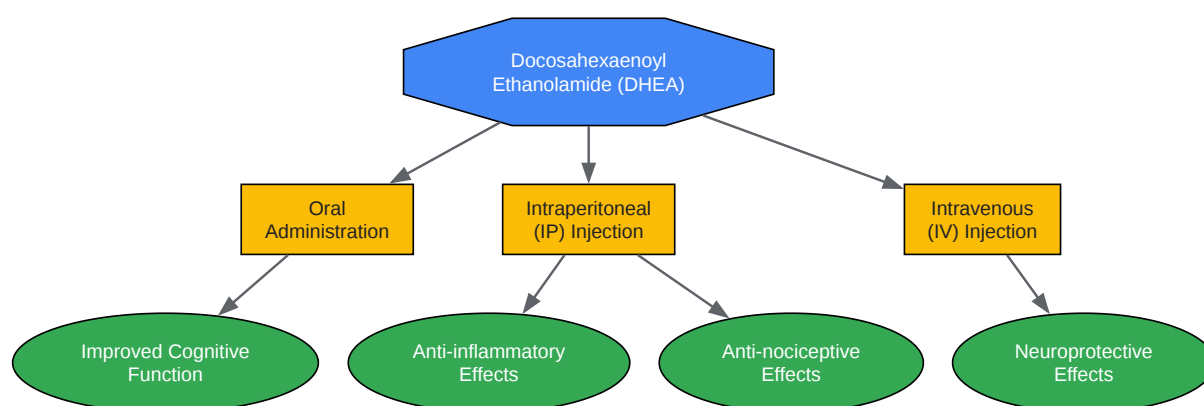 Docosahexaenoyl
Ethanolamide (DHEA)
Oral
Administration
Intraperitoneal
(IP) Injection
Intravenous
(IV) Injection
Improved Cognitive
Function
Anti-inflammatory
Effects
Anti-nociceptive
Effects
Neuroprotective
Effects